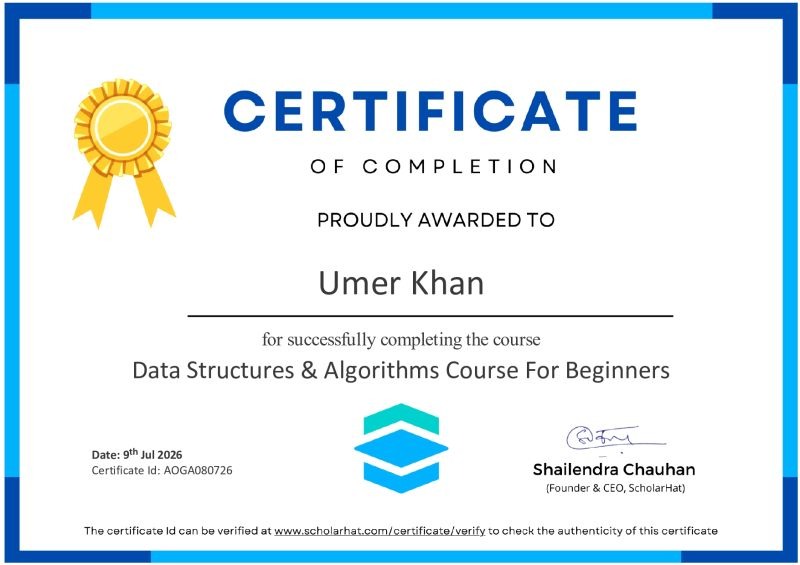 CERTIFICATE
OF COMPLETION
PROUDLY AWARDED TO
Umer Khan
for successfully completing the course
Data Structures & Algorithms Course For Beginners
Date: 9th Jul 2026
Certificate Id: AOGA080726
Shailendra Chauhan
(Founder & CEO, ScholarHat)
The certificate Id can be verified at www.scholarhat.com/certificate/verify to check the authenticity of this certificate